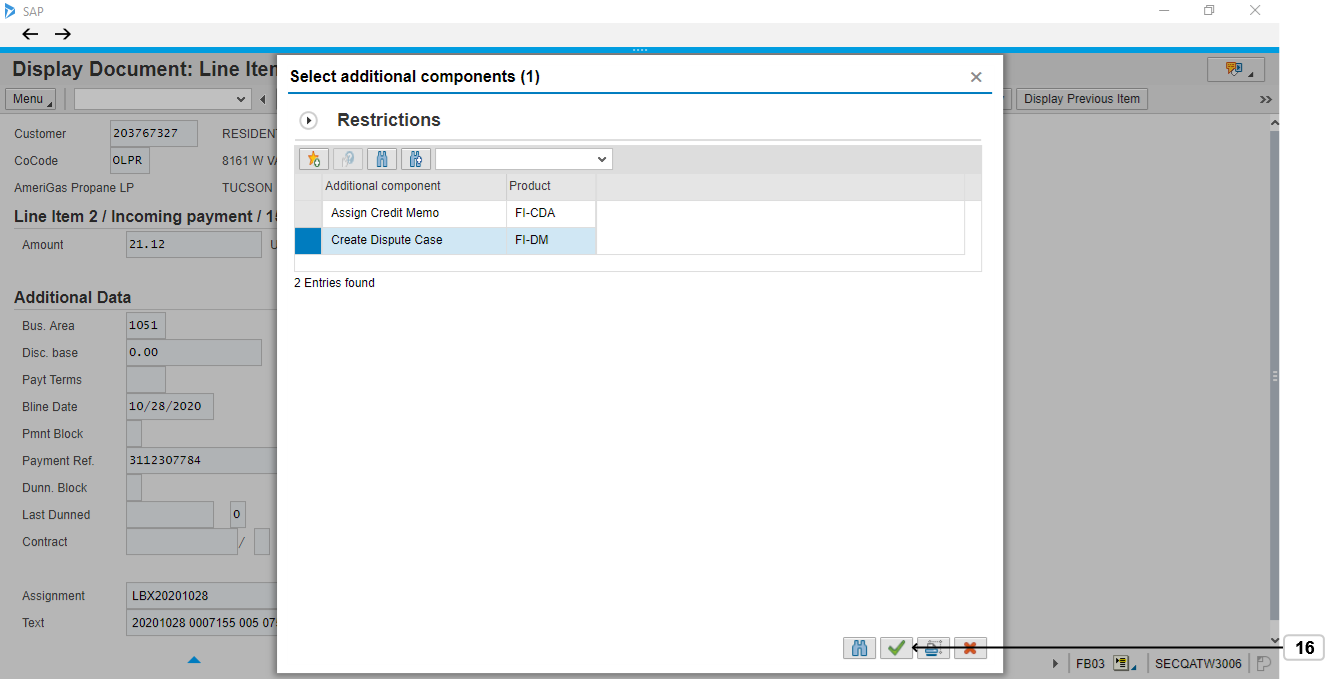 SAP
Display Document: Line Iter
Menu
Display Previous Item
Customer 203767327 RESIDEN
CoCode OLPR 8161 W VA
AmeriGas Propane LP TUCSON
Line Item 2 / Incoming payment / 1
Amount 21.12 U
Additional Data
Bus. Area 1051
Disc. base 0.00
Payt Terms
Bline Date 10/28/2020
Pmnt Block
Payment Ref. 3112307784
Dunn. Block
Last Dunned 0
Contract /
Assignment LBX20201028
Text 20201028 0007155 005 07
Select additional components (1)
Restrictions
Additional component Product
Assign Credit Memo FI-CDA
Create Dispute Case FI-DM
2 Entries found
16
FB03 SECQATW3006